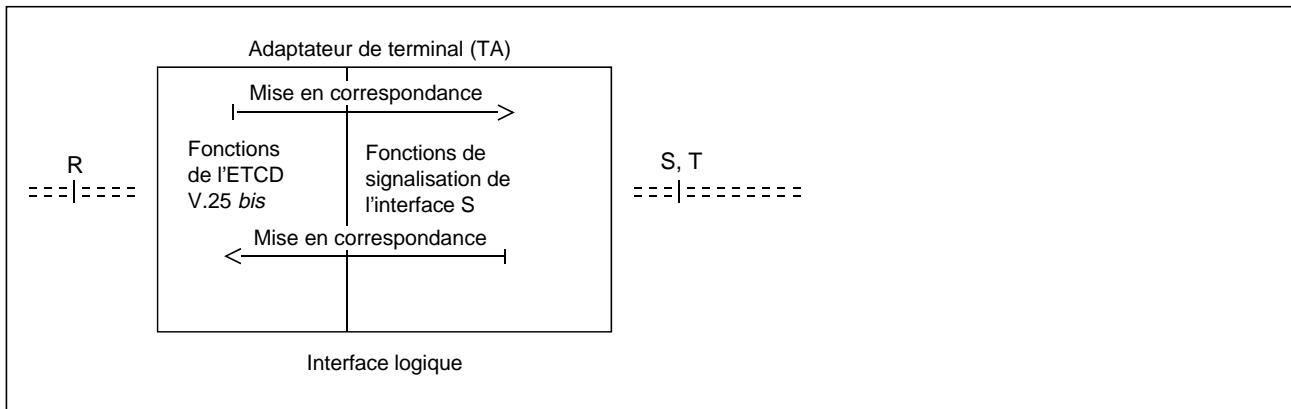 Adaptateur de terminal (TA)
Mise en correspondance
R
Fonctions
de l'ETCD
V.25 bis
Fonctions de
signalisation de
l'interface S
S, T
Mise en correspondance
Interface logique